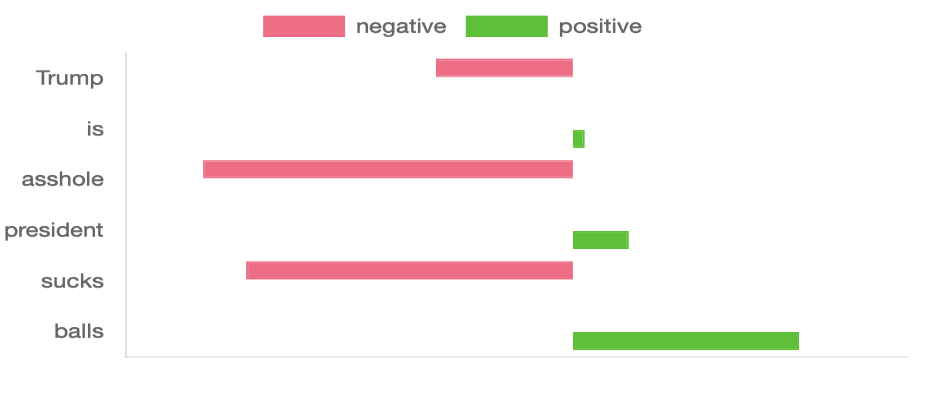 negative positive
Trump
is
asshole
president
sucks
balls